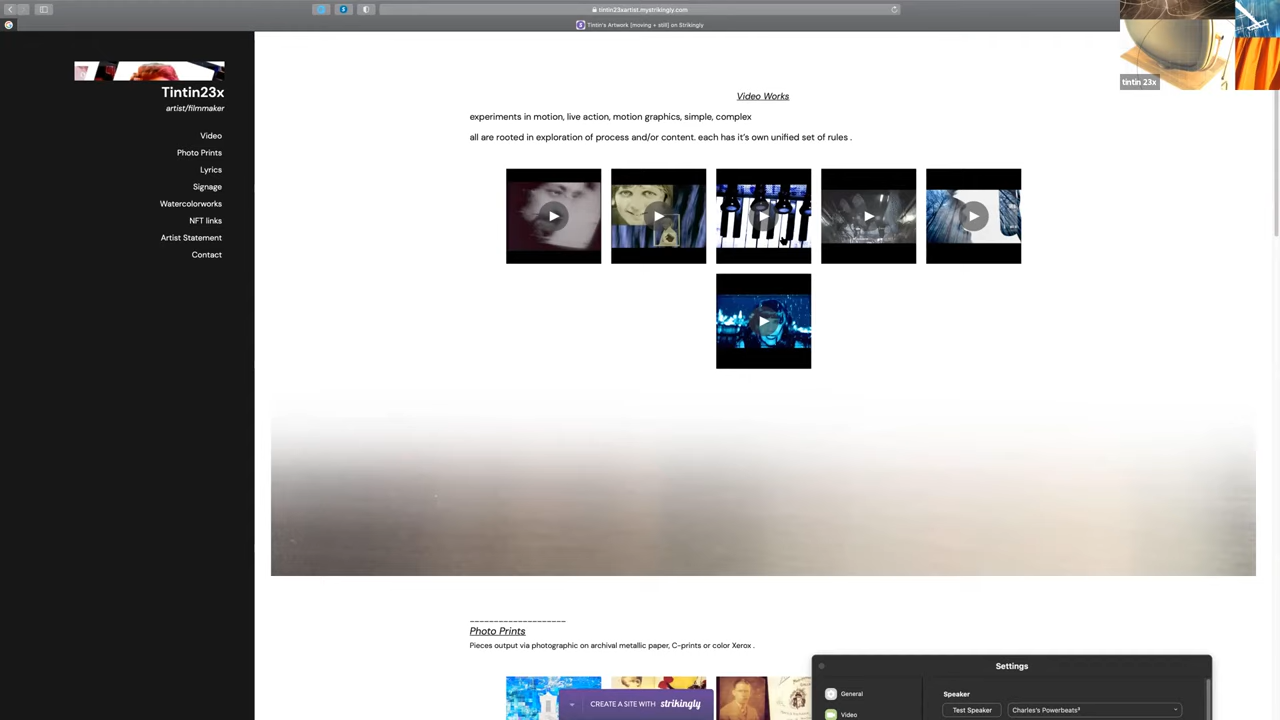 tintin23xartist.mystrikingly.com
Tintin's Artwork [moving + still] on Strikingly
tintin 23x
Tintin23x
artist/filmmaker
Video
Photo Prints
Lyrics
Signage
Watercolorworks
NFT links
Artist Statement
Contact
Video Works
experiments in motion, live action, motion graphics, simple, complex
all are rooted in exploration of process and/or content. each has it's own unified set of rules .
--------------------
Photo Prints
Pieces output via photographic on archival metallic paper, C-prints or color Xerox .
CREATE A SITE WITH strikingly
Settings
General
Video
Speaker
Test Speaker
Charles's Powerbeats³